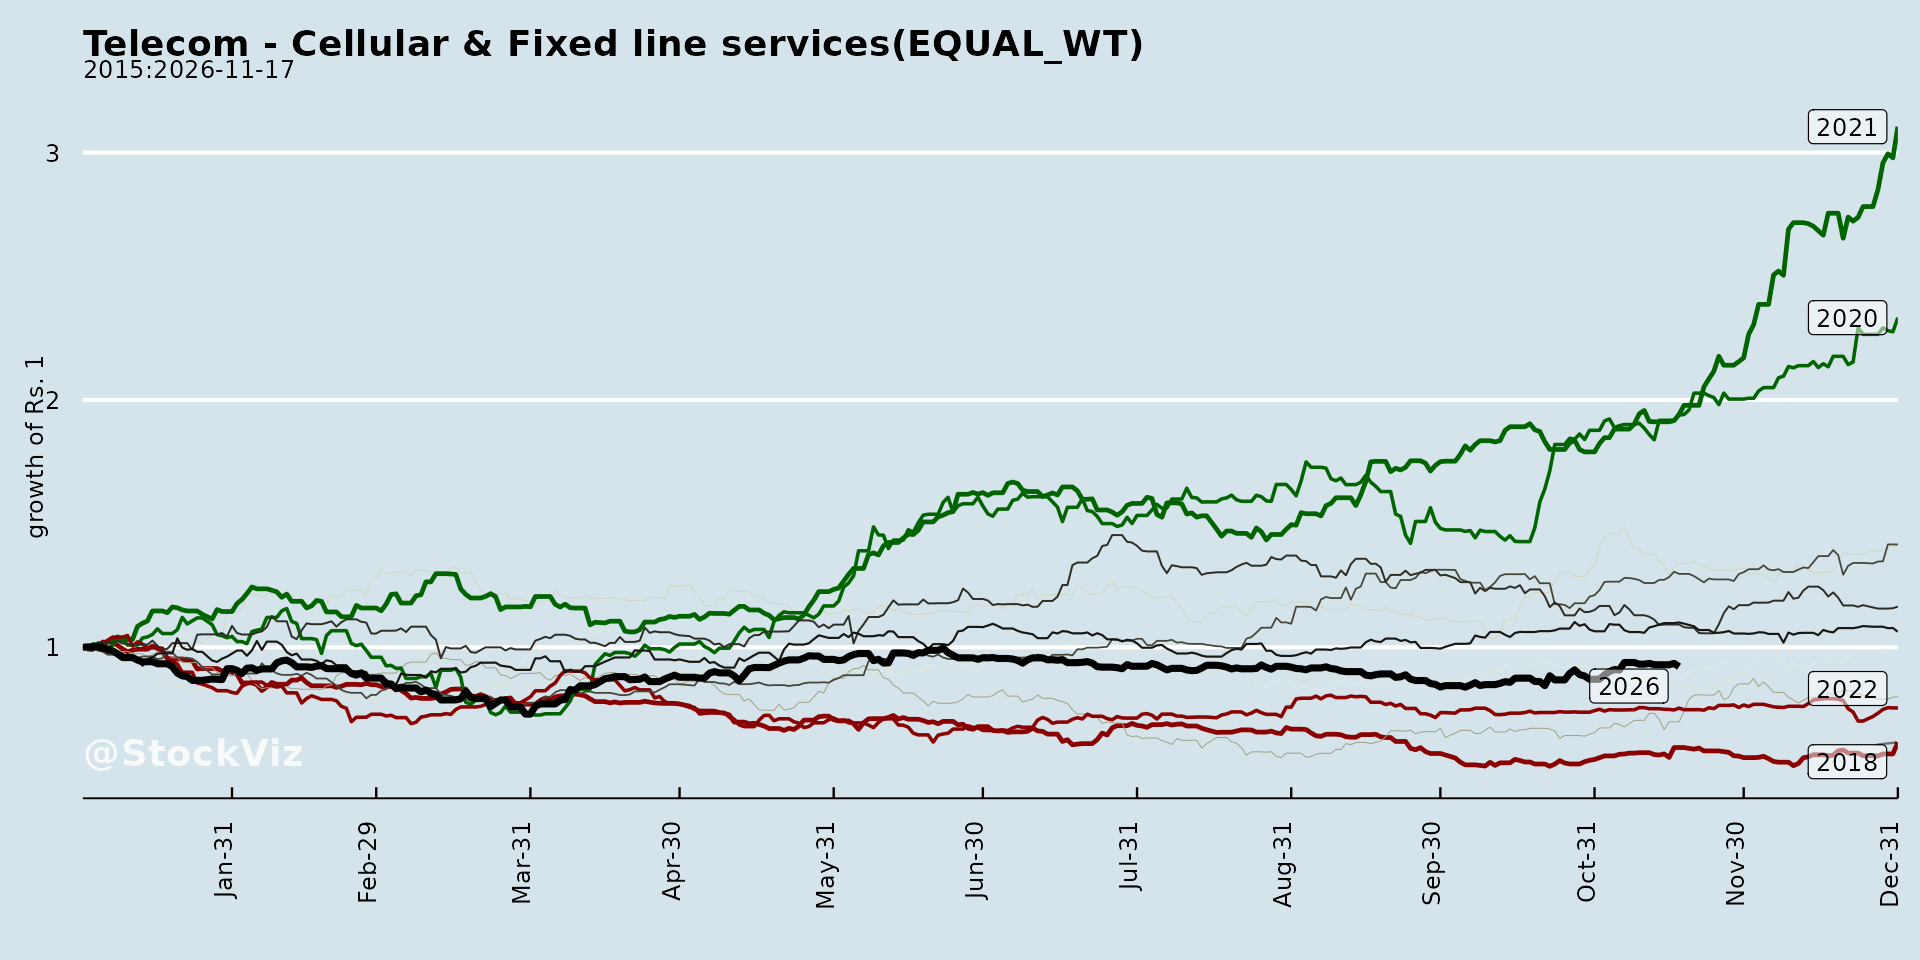 Telecom - Cellular & Fixed line services(EQUAL_WT)
2015:2026-11-17
growth of Rs. 1
3
2
1
2021
2020
2026
2022
2018
@StockViz
Jan-31
Feb-29
Mar-31
Apr-30
May-31
Jun-30
Jul-31
Aug-31
Sep-30
Oct-31
Nov-30
Dec-31